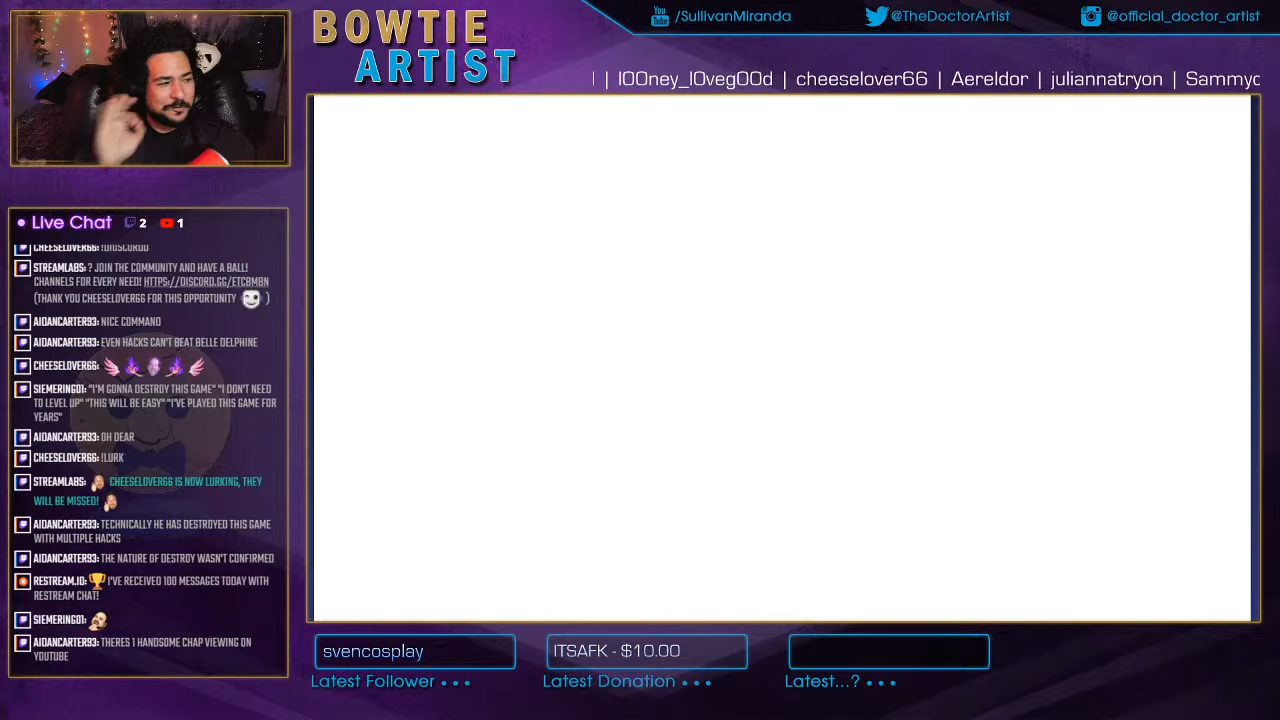 BOWTIE
ARTIST
You
Tube
/SullivanMiranda
@TheDoctorArtist
@official_doctor_artist
| | l00ney_l0veg00d | cheeselover66 | Aereldor | juliannatryon | Sammyc
Live Chat 2 1
CHEESELOVER66: !DIOSCORDO
STREAMLABS: ? JOIN THE COMMUNITY AND HAVE A BALL!
CHANNELS FOR EVERY NEED! HTTPS://DISCORD.GG/ETCBMBN
(THANK YOU CHEESELOVER66 FOR THIS OPPORTUNITY )
AIDANCARTER93: NICE COMMAND
AIDANCARTER93: EVEN HACKS CAN'T BEAT BELLE DELPHINE
CHEESELOVER66:
SIEMERING01: "I'M GONNA DESTROY THIS GAME" "I DON'T NEED
TO LEVEL UP" "THIS WILL BE EASY" "I'VE PLAYED THIS GAME FOR
YEARS"
AIDANCARTER93: OH DEAR
CHEESELOVER66: !LURK
STREAMLABS: CHEESELOVER66 IS NOW LURKING, THEY
WILL BE MISSED!
AIDANCARTER93: TECHNICALLY HE HAS DESTROYED THIS GAME
WITH MULTIPLE HACKS
AIDANCARTER93: THE NATURE OF DESTROY WASN'T CONFIRMED
RESTREAM.IO: I'VE RECEIVED 100 MESSAGES TODAY WITH
RESTREAM CHAT!
SIEMERING01:
AIDANCARTER93: THERES 1 HANDSOME CHAP VIEWING ON
YOUTUBE
svencosplay
Latest Follower • • •
ITSAFK - $10.00
Latest Donation • • •
Latest...? • • •